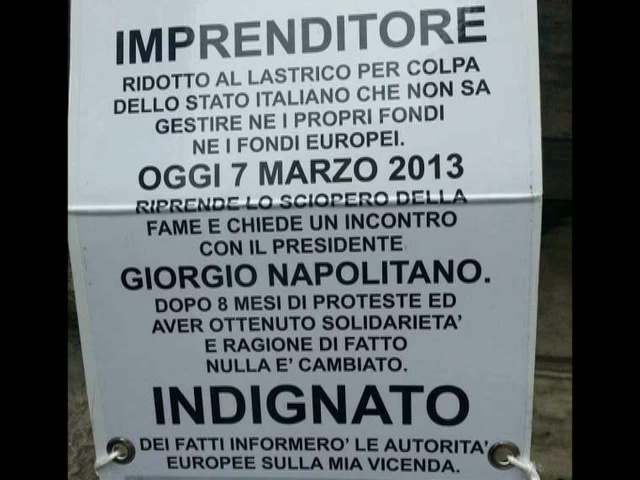 IMPRENDITORE
RIDOTTO AL LASTRICO PER COLPA
DELLO STATO ITALIANO CHE NON SA
GESTIRE NE I PROPRI FONDI
NE I FONDI EUROPEI.
OGGI 7 MARZO 2013
RIPRENDE LO SCIOPERO DELLA
FAME E CHIEDE UN INCONTRO
CON IL PRESIDENTE
GIORGIO NAPOLITANO.
DOPO 8 MESI DI PROTESTE ED
AVER OTTENUTO SOLIDARIETA'
E RAGIONE DI FATTO
NULLA E' CAMBIATO.
INDIGNATO
DEI FATTI INFORMERO' LE AUTORITA'
EUROPEE SULLA MIA VICENDA.